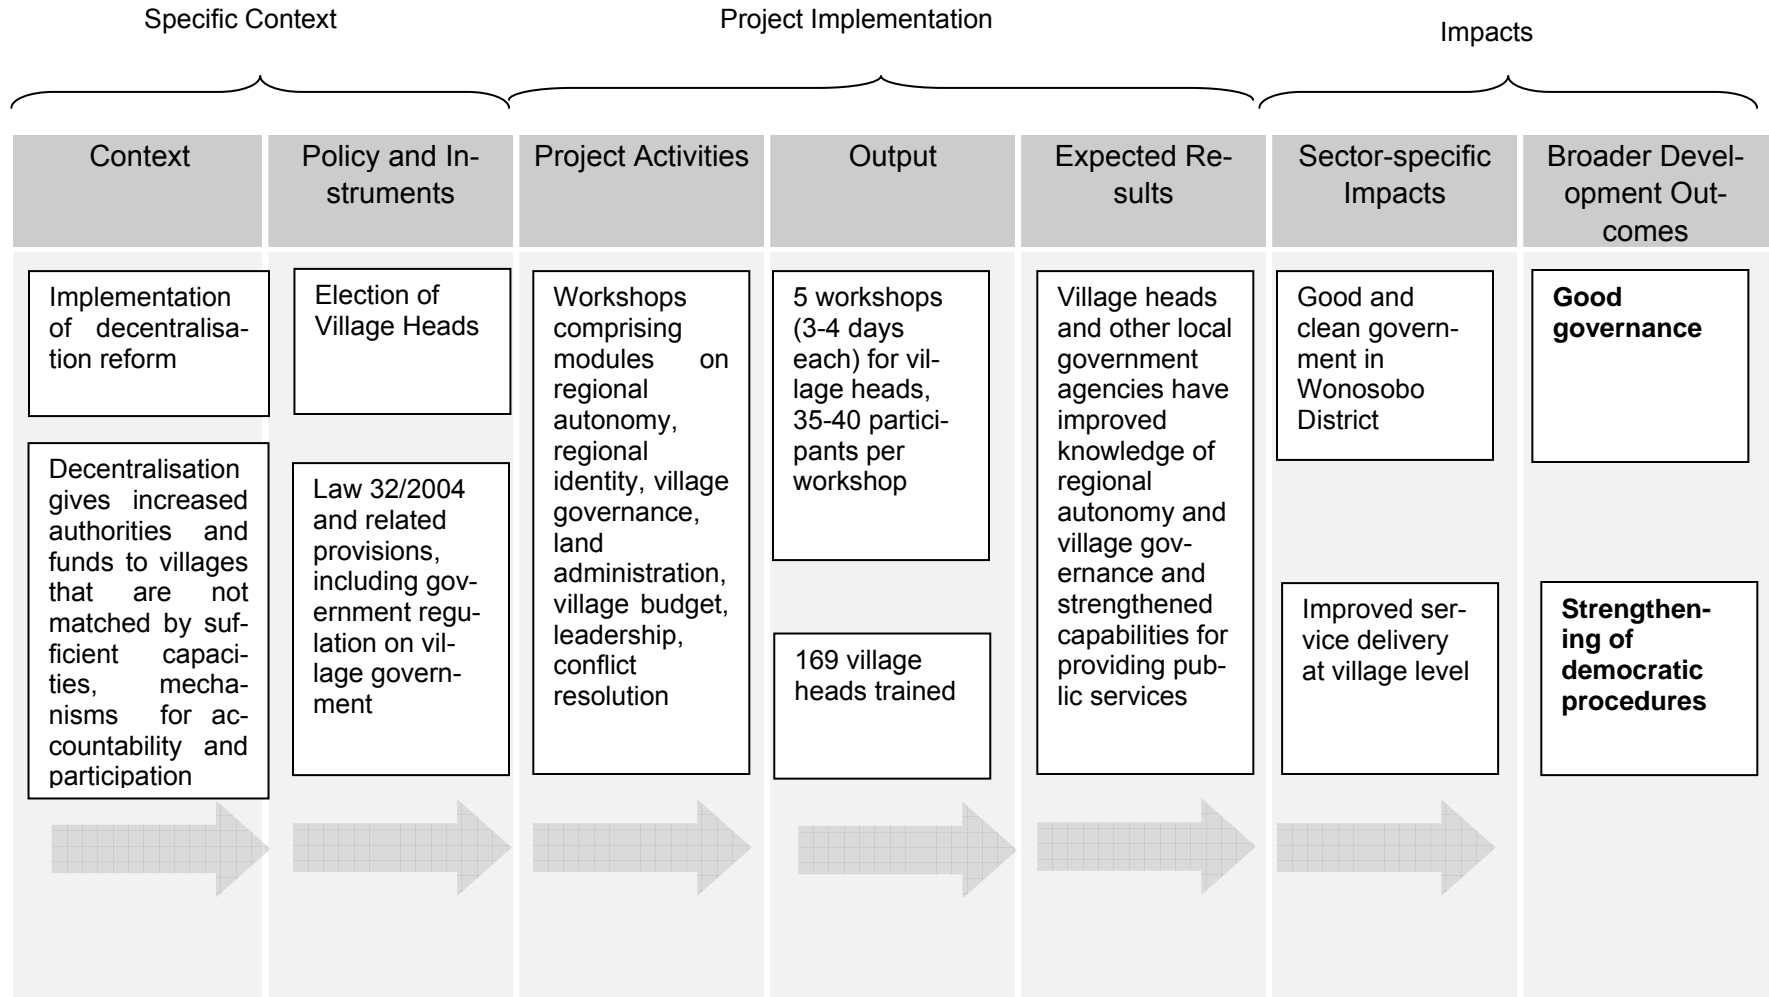 Specific Context
Project Implementation
Impacts
Context
Policy and In-
struments
Project Activities
Output
Expected Re-
sults
Sector-specific
Impacts
Broader Devel-
opment Out-
comes
Implementation
of decentralisa-
tion reform
Decentralisation
gives increased
authorities and
funds to villages
that are not
matched by suf-
ficient capaci-
ties, mecha-
nisms for ac-
countability and
participation
Election of
Village Heads
Law 32/2004
and related
provisions,
including gov-
ernment regu-
lation on vil-
lage govern-
ment
Workshops
comprising
modules on
regional
autonomy,
regional
identity, village
governance,
land
administration,
village budget,
leadership,
conflict
resolution
5 workshops
(3-4 days
each) for vil-
lage heads,
35-40 partici-
pants per
workshop
169 village
heads trained
Village heads
and other local
government
agencies have
improved
knowledge of
regional
autonomy and
village gov-
ernance and
strengthened
capabilities for
providing pub-
lic services
Good and
clean govern-
ment in
Wonosobo
District
Improved ser-
vice delivery
at village level
Good
governance
Strengthen-
ing of
democratic
procedures